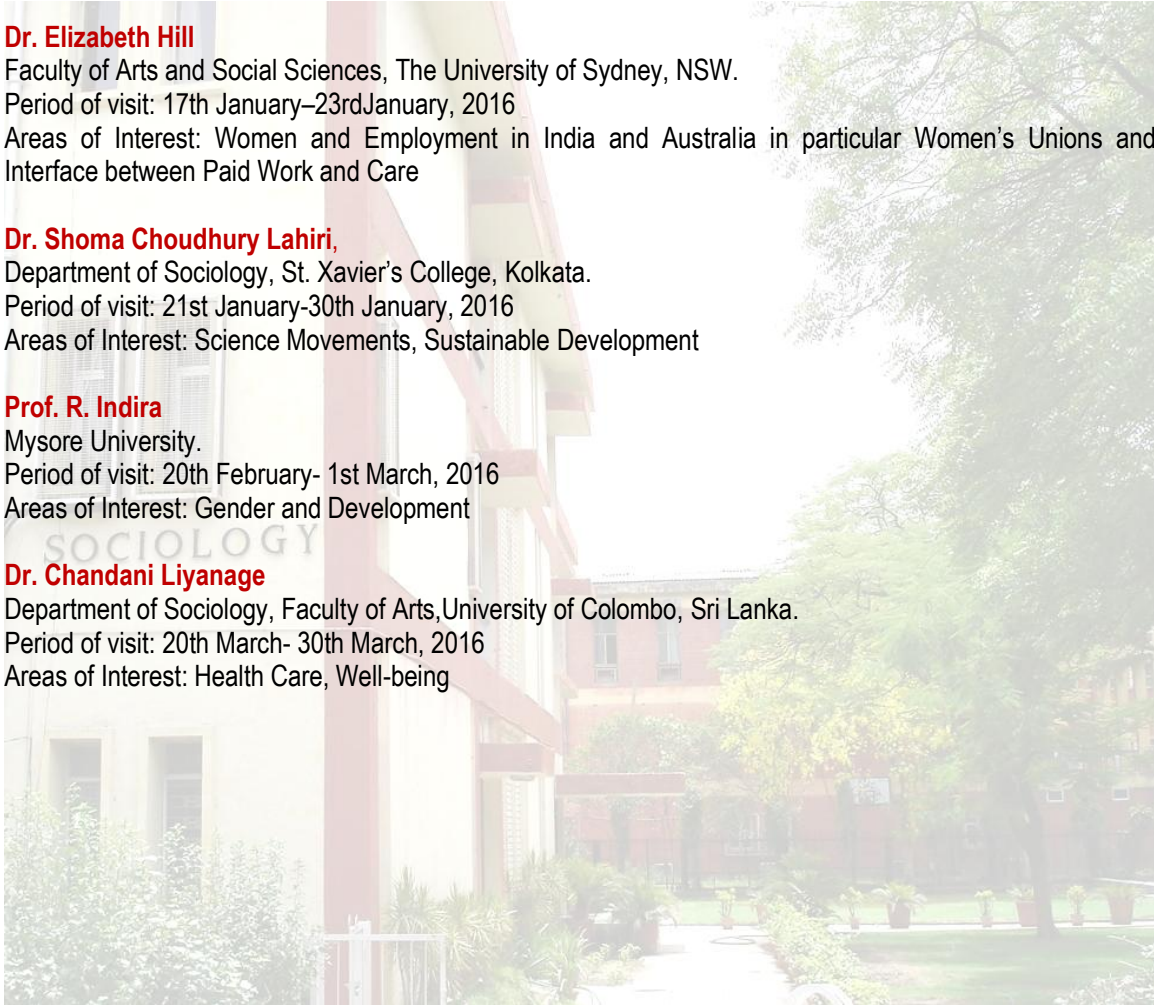 Dr. Elizabeth Hill
Faculty of Arts and Social Sciences, The University of Sydney, NSW.
Period of visit: 17th January–23rdJanuary, 2016
Areas of Interest: Women and Employment in India and Australia in particular Women’s Unions and
Interface between Paid Work and Care
Dr. Shoma Choudhury Lahiri,
Department of Sociology, St. Xavier’s College, Kolkata.
Period of visit: 21st January-30th January, 2016
Areas of Interest: Science Movements, Sustainable Development
Prof. R. Indira
Mysore University.
Period of visit: 20th February- 1st March, 2016
Areas of Interest: Gender and Development
SOCIOLOGY
Dr. Chandani Liyanage
Department of Sociology, Faculty of Arts,University of Colombo, Sri Lanka.
Period of visit: 20th March- 30th March, 2016
Areas of Interest: Health Care, Well-being